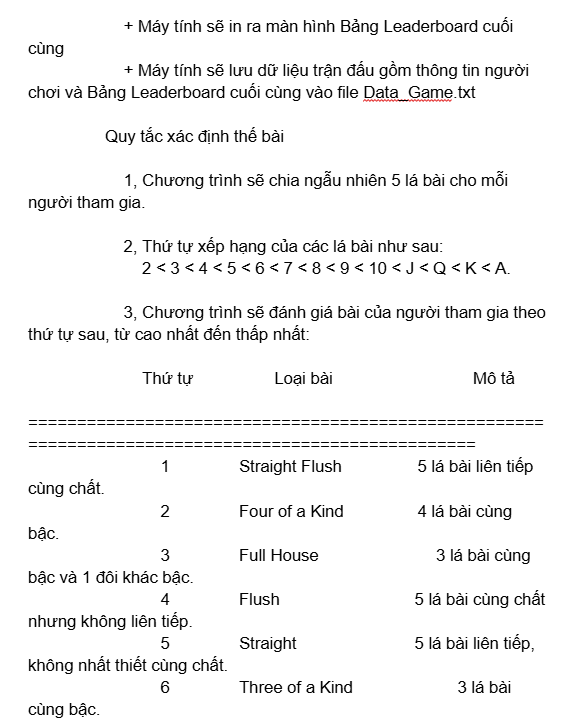 + Máy tính sẽ in ra màn hình Bảng Leaderboard cuối
cùng
+ Máy tính sẽ lưu dữ liệu trận đấu gồm thông tin người
chơi và Bảng Leaderboard cuối cùng vào file Data_Game.txt
Quy tắc xác định thế bài
1, Chương trình sẽ chia ngẫu nhiên 5 lá bài cho mỗi
người tham gia.
2, Thứ tự xếp hạng của các lá bài như sau:
2 < 3 < 4 < 5 < 6 < 7 < 8 < 9 < 10 < J < Q < K < A.
3, Chương trình sẽ đánh giá bài của người tham gia theo
thứ tự sau, từ cao nhất đến thấp nhất:
Thứ tự Loại bài Mô tả
=====================================================
==============================================
1 Straight Flush 5 lá bài liên tiếp
cùng chất.
2 Four of a Kind 4 lá bài cùng
bậc.
3 Full House 3 lá bài cùng
bậc và 1 đôi khác bậc.
4 Flush 5 lá bài cùng chất
nhưng không liên tiếp.
5 Straight 5 lá bài liên tiếp,
không nhất thiết cùng chất.
6 Three of a Kind 3 lá bài
cùng bậc.